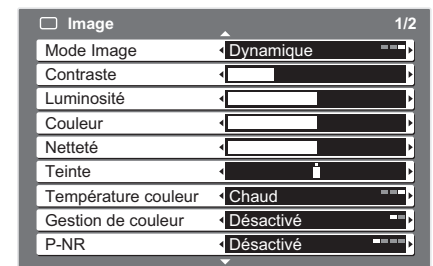 Image 1/2
Mode Image Dynamique
Contraste
Luminosité
Couleur
Netteté
Teinte
Température couleur Chaud
Gestion de couleur Désactivé
P-NR Désactivé